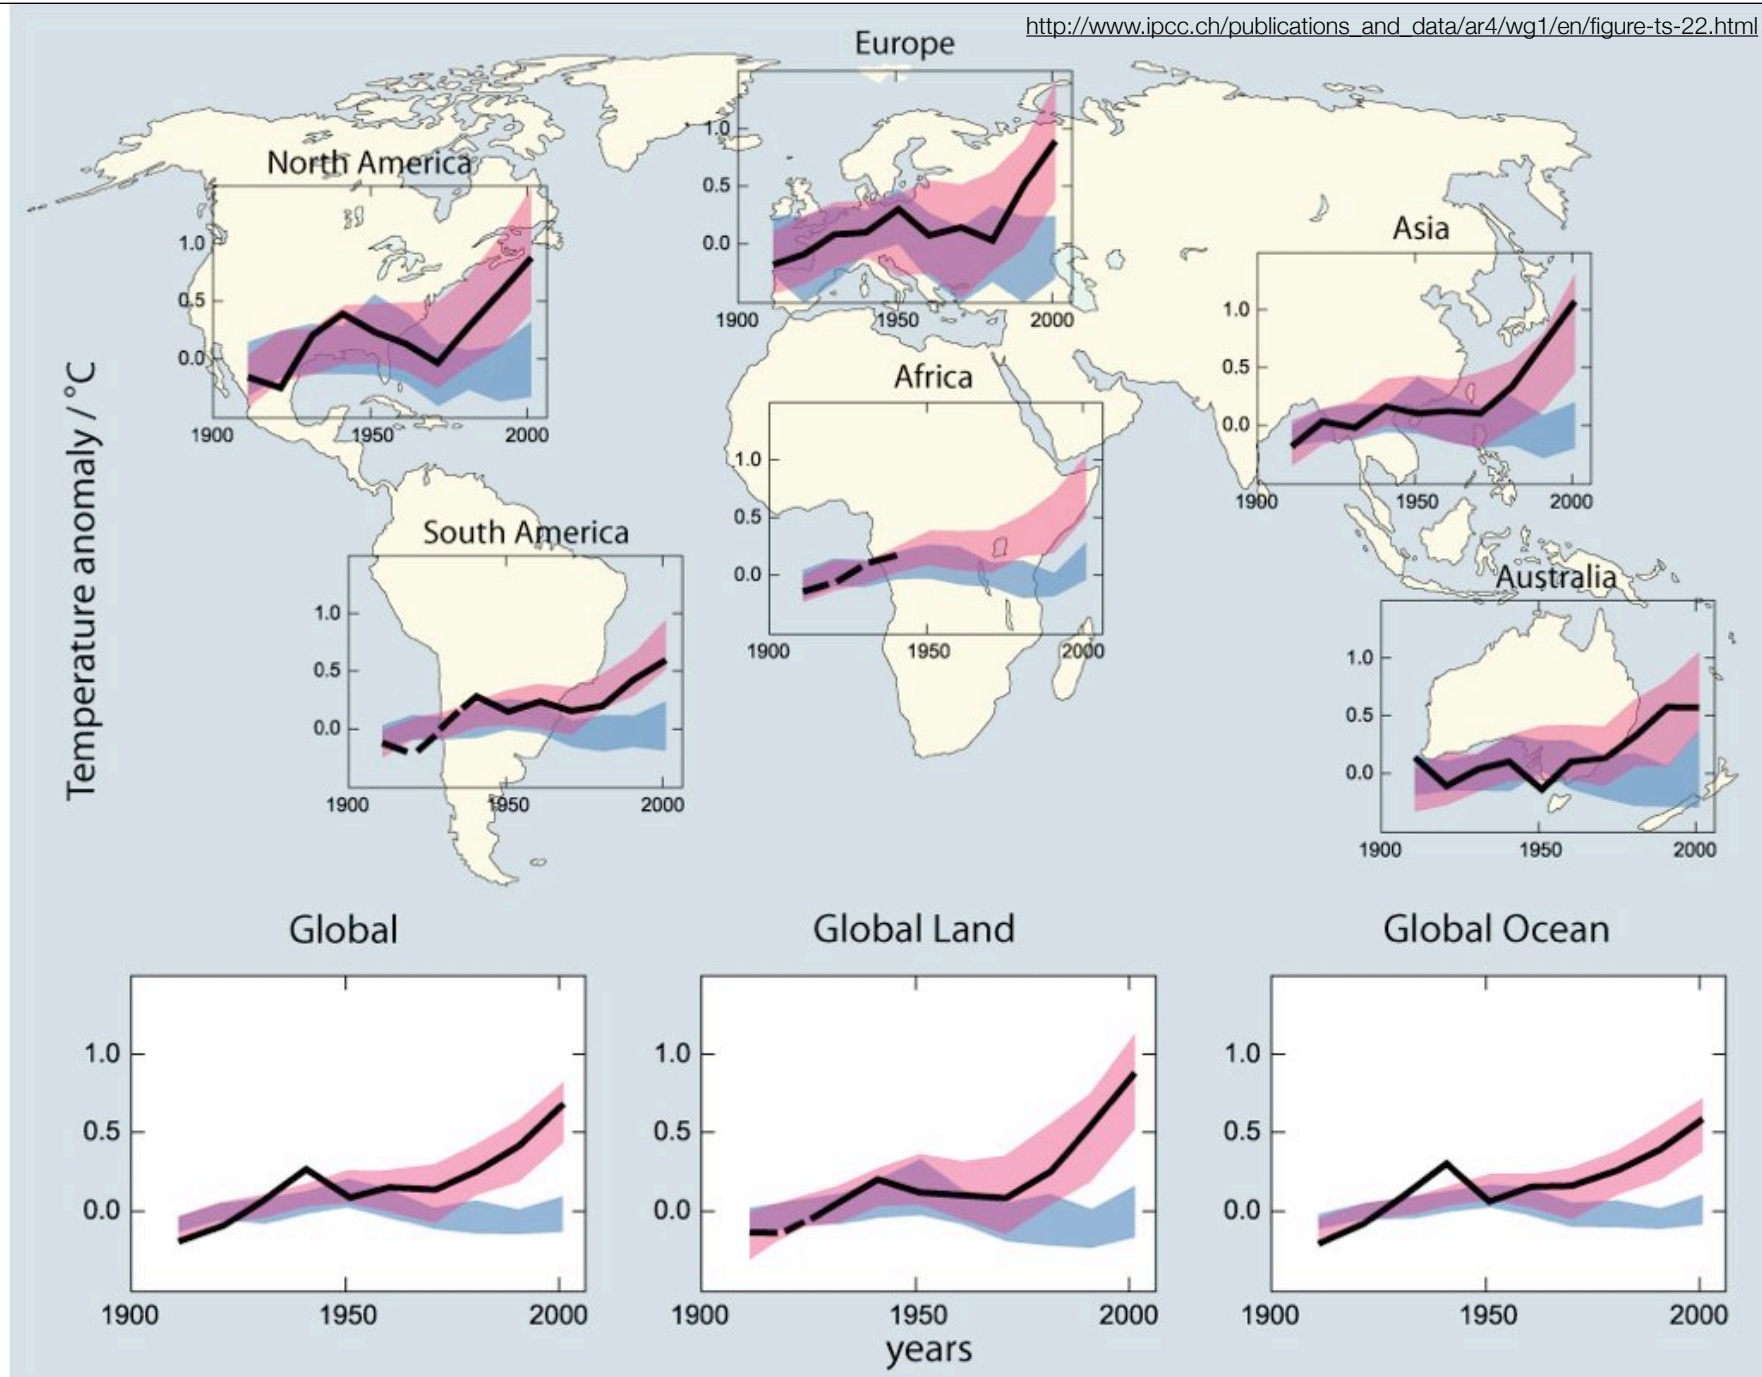 http://www.ipcc.ch/publications_and_data/ar4/wg1/en/figure-ts-22.html
Temperature anomaly / °C
Europe
1.0
0.5
0.0
1900 1950 2000
North America
1.0
0.5
0.0
1900 1950 2000
Asia
1.0
0.5
0.0
1900 1950 2000
Africa
1.0
0.5
0.0
1900 1950 2000
South America
1.0
0.5
0.0
1900 1950 2000
Australia
1.0
0.5
0.0
1900 1950 2000
Global
1.0
0.5
0.0
1900 1950 2000
Global Land
1.0
0.5
0.0
1900 1950 2000
Global Ocean
1.0
0.5
0.0
1900 1950 2000
years